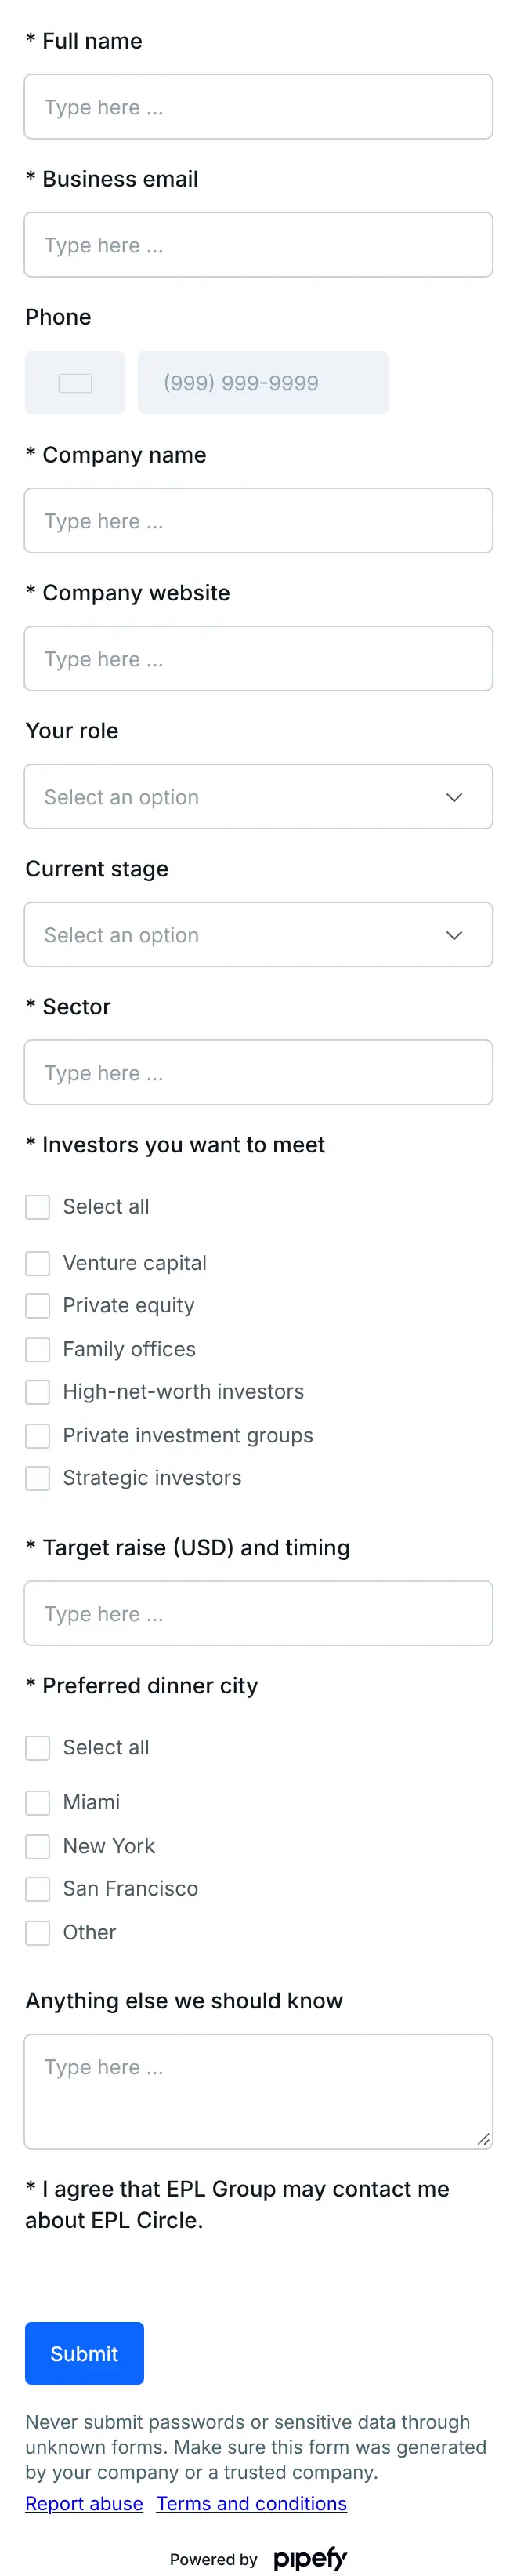 * Full name
Type here ...
* Business email
Type here ...
Phone
(999) 999-9999
* Company name
Type here ...
* Company website
Type here ...
Your role
Select an option
Current stage
Select an option
* Sector
Type here ...
* Investors you want to meet
Select all
Venture capital
Private equity
Family offices
High-net-worth investors
Private investment groups
Strategic investors
* Target raise (USD) and timing
Type here ...
* Preferred dinner city
Select all
Miami
New York
San Francisco
Other
Anything else we should know
Type here ...
* I agree that EPL Group may contact me
about EPL Circle.
Submit
Never submit passwords or sensitive data through
unknown forms. Make sure this form was generated
by your company or a trusted company.
Report abuse Terms and conditions
Powered by pipefy